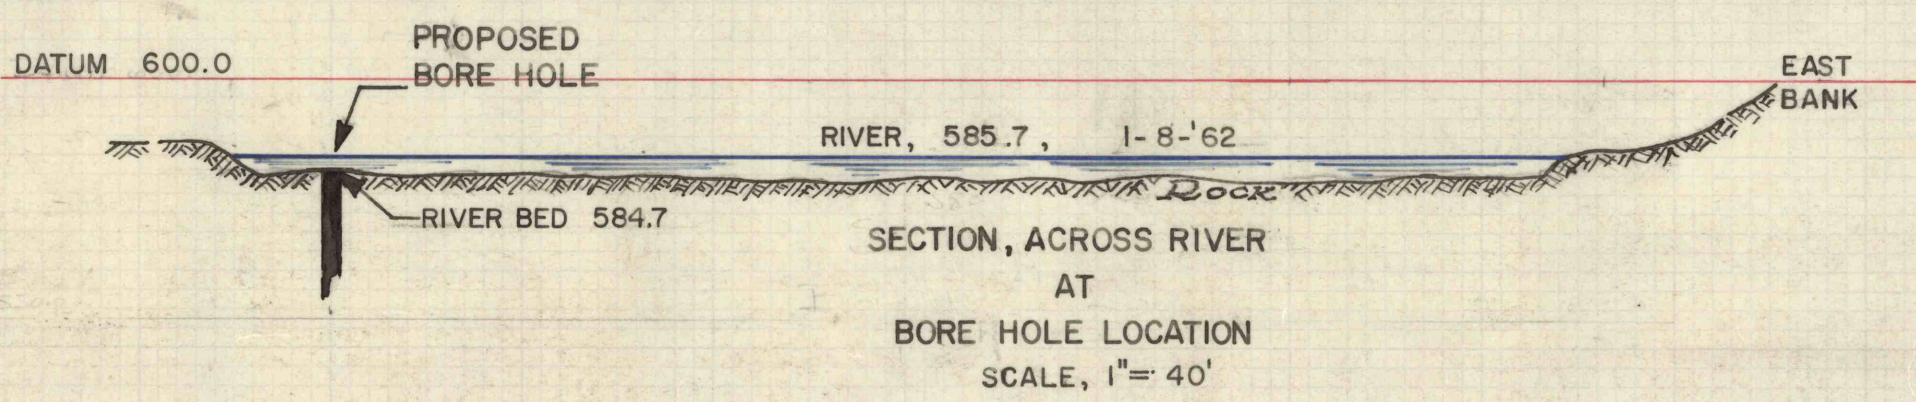 PROPOSED
BORE HOLE
DATUM 600.0
EAST
BANK
RIVER, 585.7, 1-8-'62
ROCK
RIVER BED 584.7
SECTION, ACROSS RIVER
AT
BORE HOLE LOCATION
SCALE, 1"= 40'